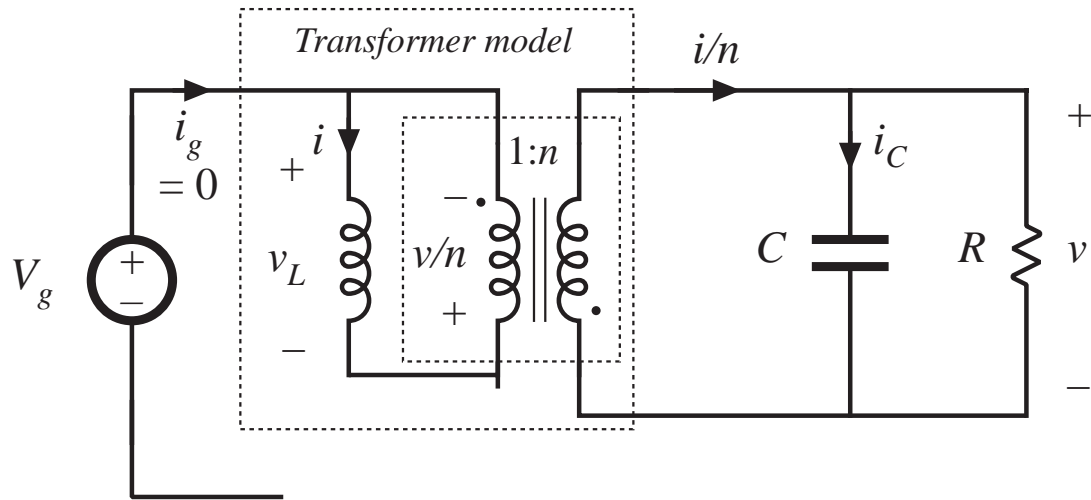 Transformer model
i/n
i_g
= 0
i
+
v_L
−
1:n
−
v/n
+
V_g
+
−
i_C
C
R
+
v
−